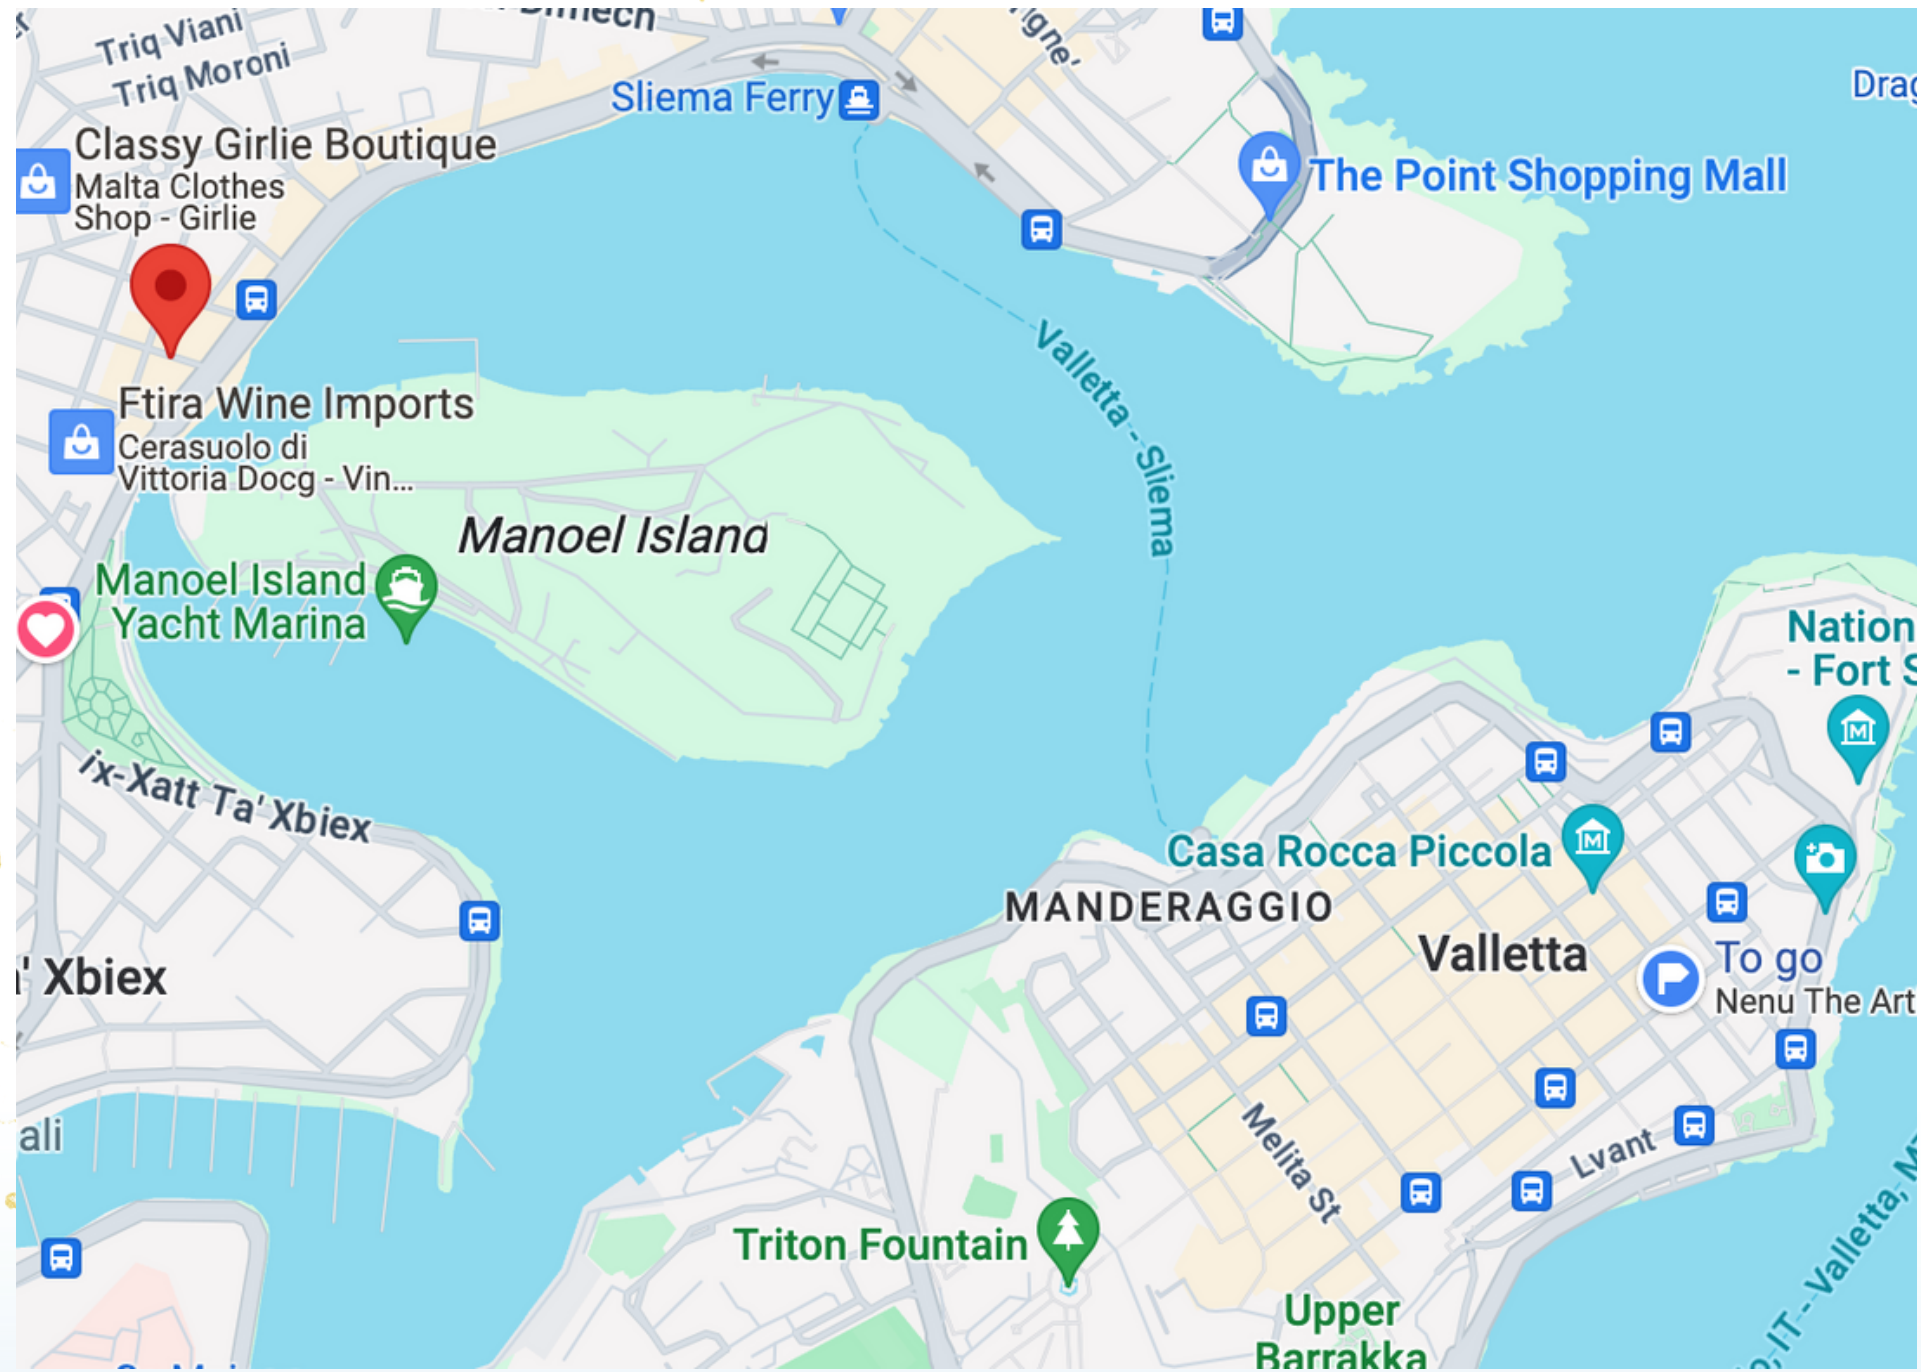 Triq Viani
Triq Moroni
Sliema Ferry
Classy Girlie Boutique
Malta Clothes
Shop - Girlie
The Point Shopping Mall
Valletta - Sliema
Ftira Wine Imports
Cerasuolo di
Vittoria Docg - Vin...
Manoel Island
Manoel Island
Yacht Marina
Nation
- Fort S
ix-Xatt Ta' Xbiex
Casa Rocca Piccola
MANDERAGGIO
Valletta
' Xbiex
To go
Nenu The Art
ali
Melita St
Lvant
Triton Fountain
Upper
Barrakka
IT - Valletta, M